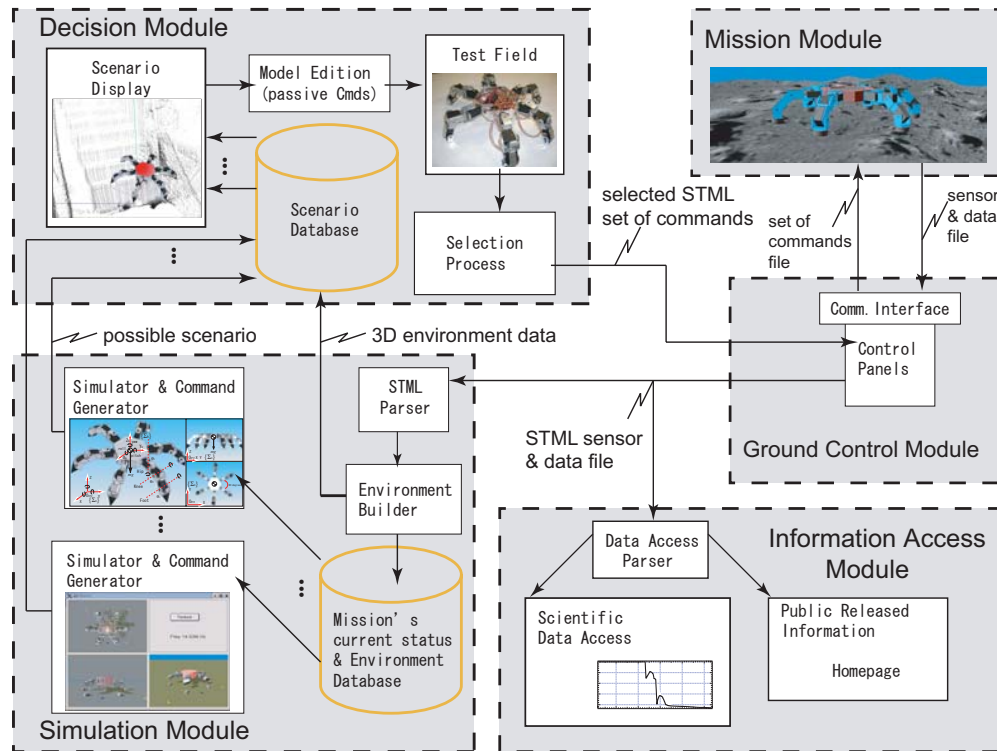 Decision Module
Scenario
Display
Model Edition
(passive Cmds)
Test Field
Scenario
Database
Selection
Process
Mission Module
selected STML
set of commands
set of
commands
file
sensor
& data
file
Comm. Interface
Control
Panels
Ground Control Module
possible scenario
3D environment data
Simulator & Command
Generator
STML
Parser
Environment
Builder
STML sensor
& data file
Simulator & Command
Generator
Mission's
current status
& Environment
Database
Simulation Module
Information Access
Module
Data Access
Parser
Scientific
Data Access
Public Released
Information
Homepage